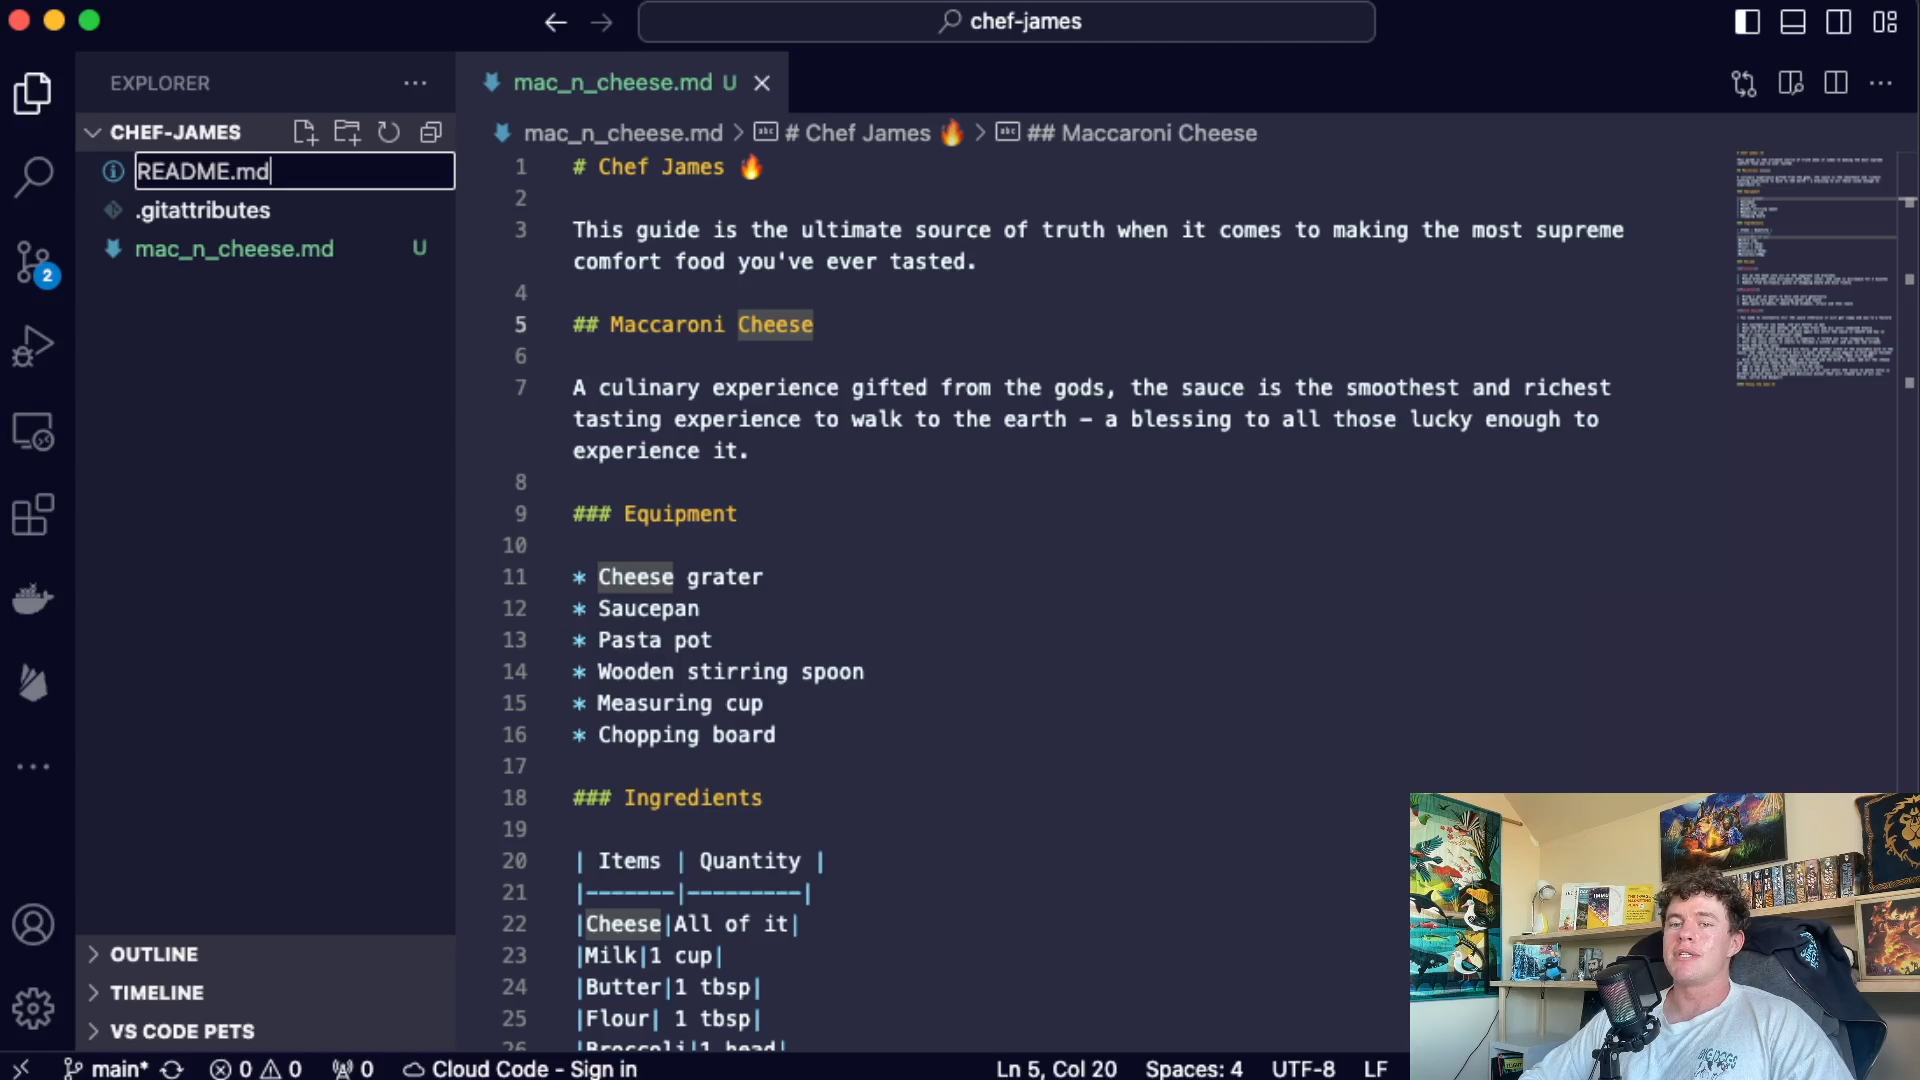 chef-james
EXPLORER
mac_n_cheese.md U
CHEF-JAMES
README.md
.gitattributes
mac_n_cheese.md U
2
mac_n_cheese.md > # Chef James 🔥 > ## Maccaroni Cheese
1 # Chef James 🔥
2
3 This guide is the ultimate source of truth when it comes to making the most supreme
comfort food you've ever tasted.
4
5 ## Maccaroni Cheese
6
7 A culinary experience gifted from the gods, the sauce is the smoothest and richest
tasting experience to walk to the earth - a blessing to all those lucky enough to
experience it.
8
9 ### Equipment
10
11 * Cheese grater
12 * Saucepan
13 * Pasta pot
14 * Wooden stirring spoon
15 * Measuring cup
16 * Chopping board
17
18 ### Ingredients
19
20 | Items | Quantity |
21 |-------|---------|
22 |Cheese|All of it|
23 |Milk|1 cup|
24 |Butter|1 tbsp|
25 |Flour| 1 tbsp|
26 |Broccoli|1 head|
OUTLINE
TIMELINE
VS CODE PETS
main* 0 0 0 Cloud Code - Sign in Ln 5, Col 20 Spaces: 4 UTF-8 LF